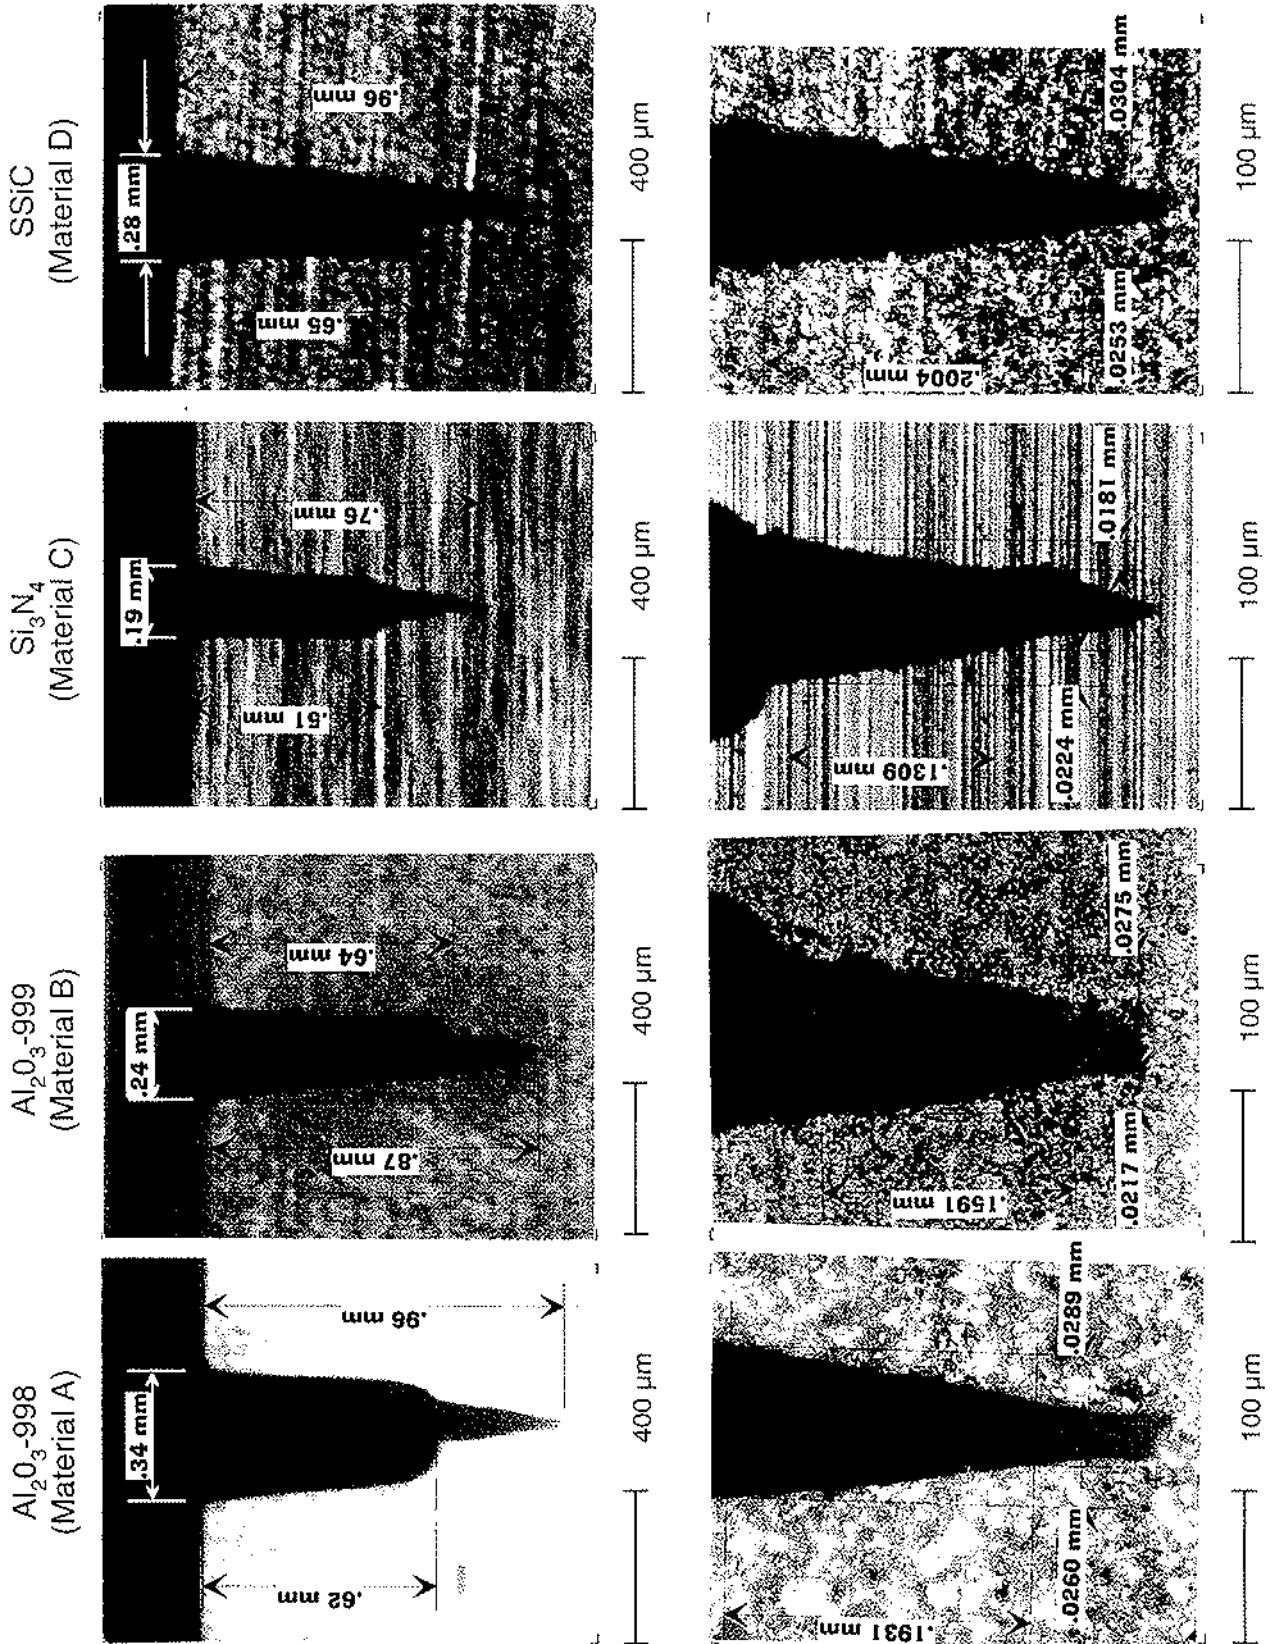 Al₂O₃-998
(Material A)
Al₂O₃-999
(Material B)
Si₃N₄
(Material C)
SSiC
(Material D)
.34 mm
.62 mm
.96 mm
.24 mm
.87 mm
.64 mm
.19 mm
.51 mm
.76 mm
.28 mm
.65 mm
.96 mm
400 µm
400 µm
400 µm
400 µm
.1931 mm
.0260 mm
.0289 mm
.1591 mm
.0217 mm
.0275 mm
.1309 mm
.0224 mm
.0181 mm
.2004 mm
.0253 mm
.0304 mm
100 µm
100 µm
100 µm
100 µm